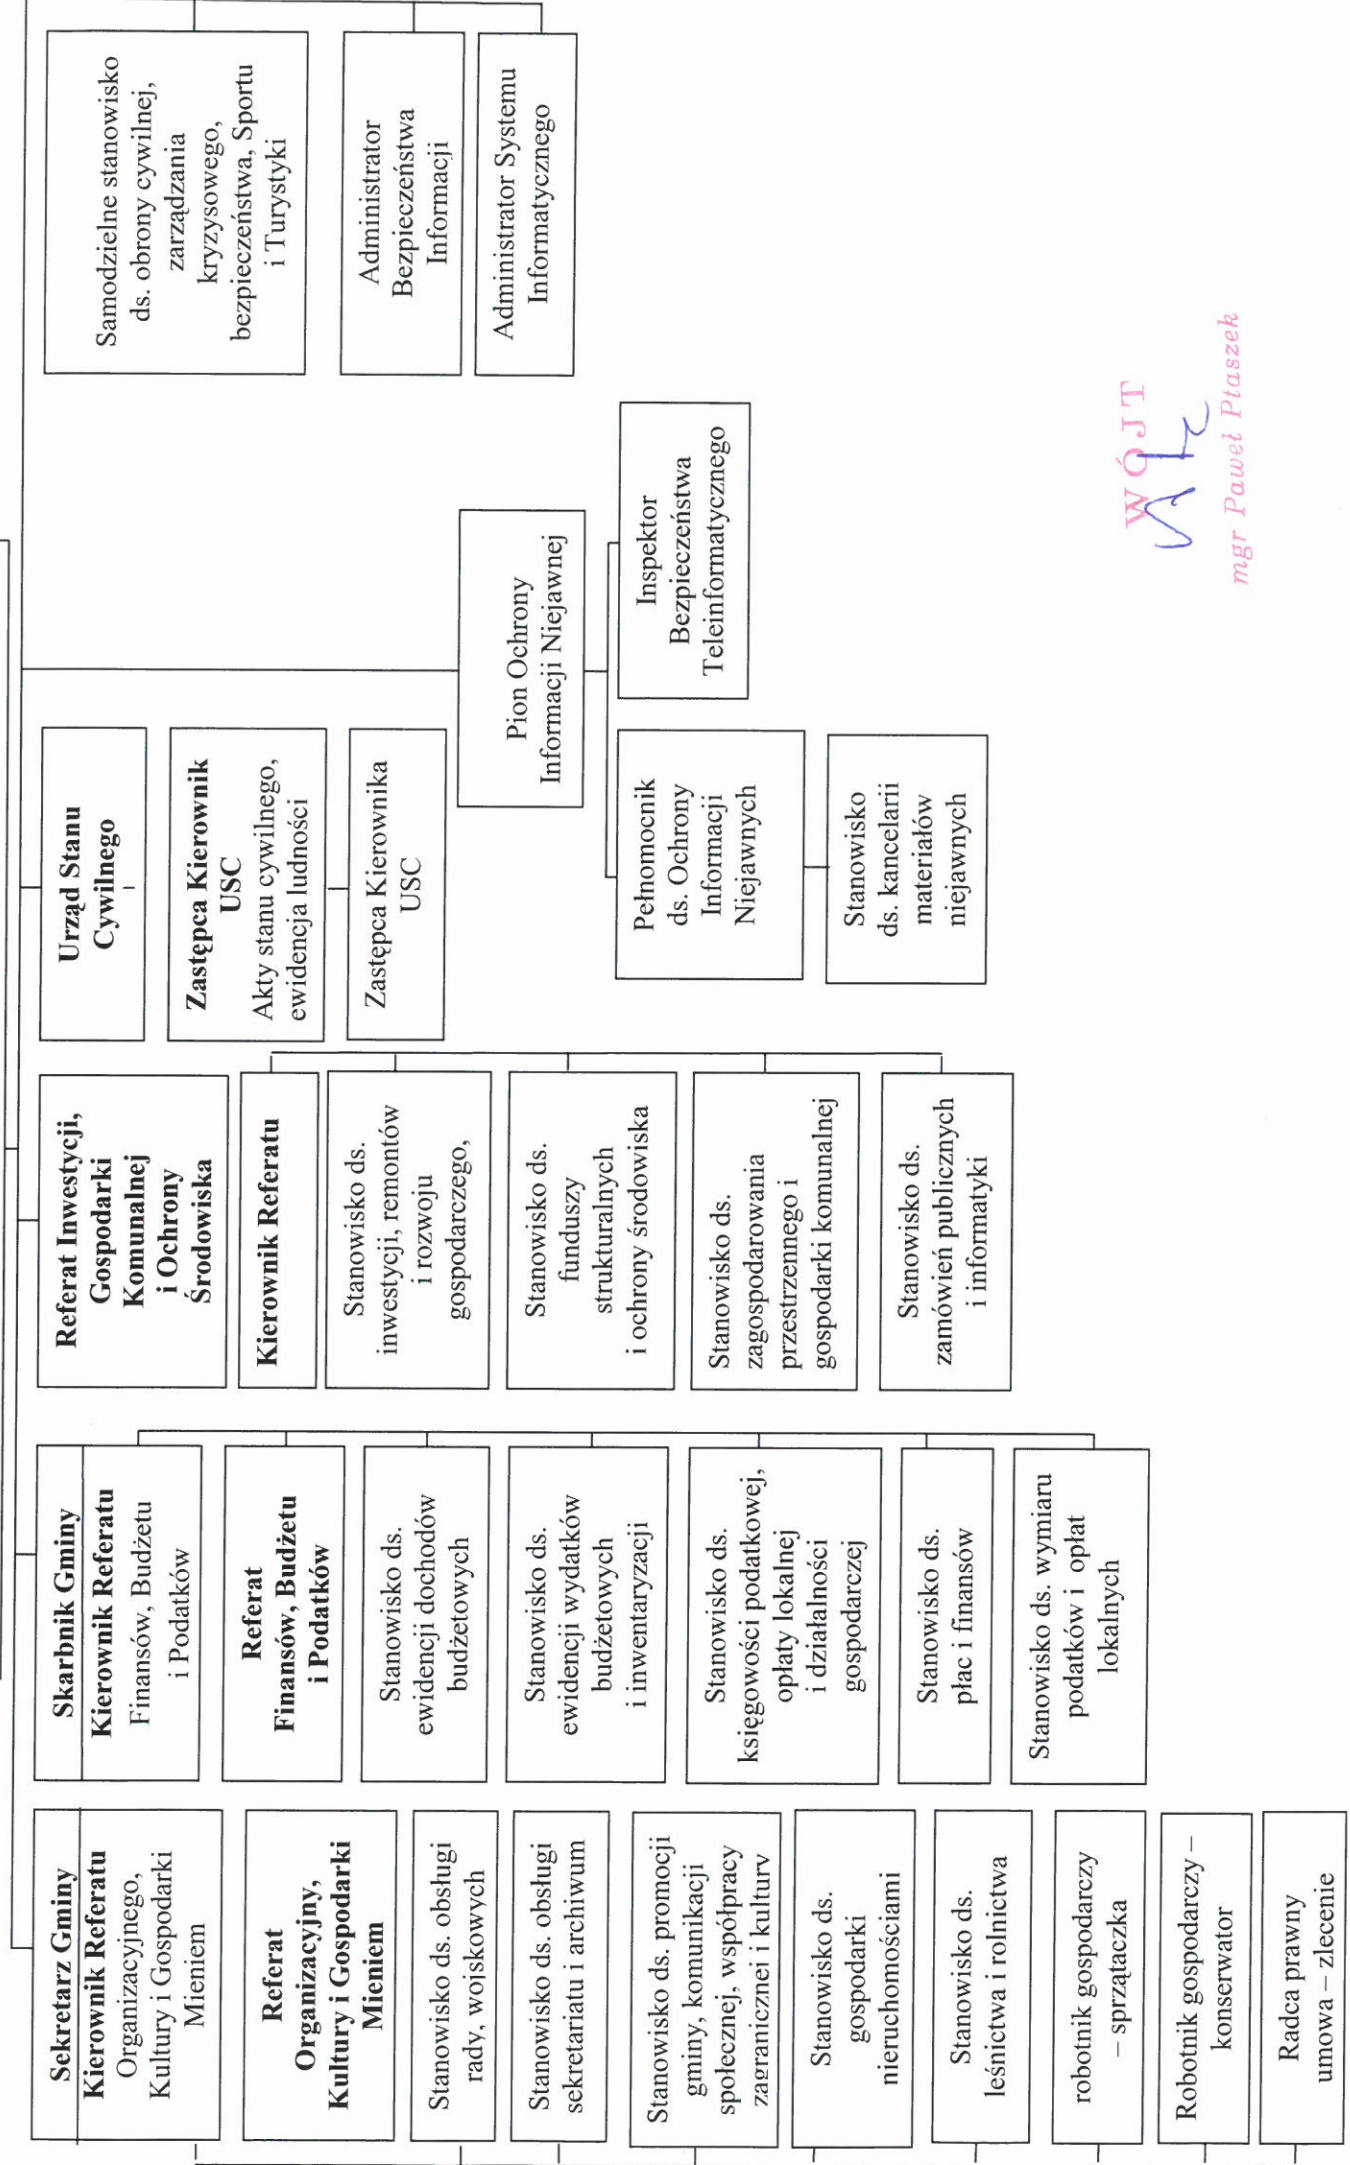 Sekretarz Gminy
Kierownik Referatu
Organizacyjnego,
Kultury i Gospodarki
Mieniem
Referat
Organizacyjny,
Kultury i Gospodarki
Mieniem
Stanowisko ds. obsługi
rady, wojskowych
Stanowisko ds. obsługi
sekretariatu i archiwum
Stanowisko ds. promocji
gminy, komunikacji
społecznej, współpracy
zagranicznej i kultury
Stanowisko ds.
gospodarki
nieruchomościami
Stanowisko ds.
leśnictwa i rolnictwa
robotnik gospodarczy
– sprzątaczka
Robotnik gospodarczy –
konserwator
Radca prawny
umowa – zlecenie
Skarbnik Gminy
Kierownik Referatu
Finansów, Budżetu
i Podatków
Referat
Finansów, Budżetu
i Podatków
Stanowisko ds.
ewidencji dochodów
budżetowych
Stanowisko ds.
ewidencji wydatków
budżetowych
i inwentaryzacji
Stanowisko ds.
księgowości podatkowej,
opłaty lokalnej
i działalności
gospodarczej
Stanowisko ds.
płac i finansów
Stanowisko ds. wymiaru
podatków i opłat
lokalnych
Referat Inwestycji,
Gospodarki
Komunalnej
i Ochrony
Środowiska
Kierownik Referatu
Stanowisko ds.
inwestycji, remontów
i rozwoju
gospodarczego,
Stanowisko ds.
funduszy
strukturalnych
i ochrony środowiska
Stanowisko ds.
zagospodarowania
przestrzennego i
gospodarki komunalnej
Stanowisko ds.
zamówień publicznych
i informatyki
Urząd Stanu
Cywilnego
Zastępca Kierownik
USC
Akty stanu cywilnego,
ewidencja ludności
Zastępca Kierownika
USC
Pion Ochrony
Informacji Niejawnej
Pełnomocnik
ds. Ochrony
Informacji
Niejawnych
Stanowisko
ds. kancelarii
materiałów
niejawnych
Inspektor
Bezpieczeństwa
Teleinformatycznego
Samodzielne stanowisko
ds. obrony cywilnej,
zarządzania
kryzysowego,
bezpieczeństwa, Sportu
i Turystyki
Administrator
Bezpieczeństwa
Informacji
Administrator Systemu
Informatycznego
WÓJT
mgr Paweł Ptaszek